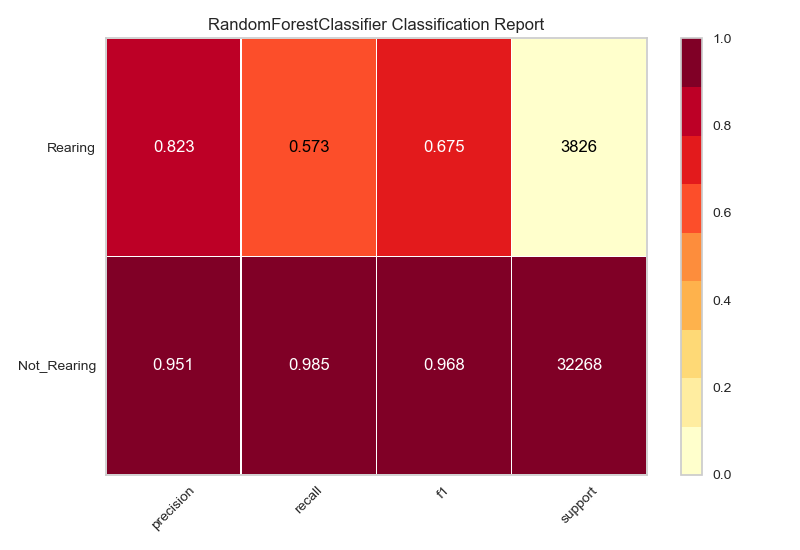 RandomForestClassifier Classification Report
Rearing
0.823 0.573 0.675 3826
Not_Rearing
0.951 0.985 0.968 32268
precision recall f1 support
1.0
0.8
0.6
0.4
0.2
0.0